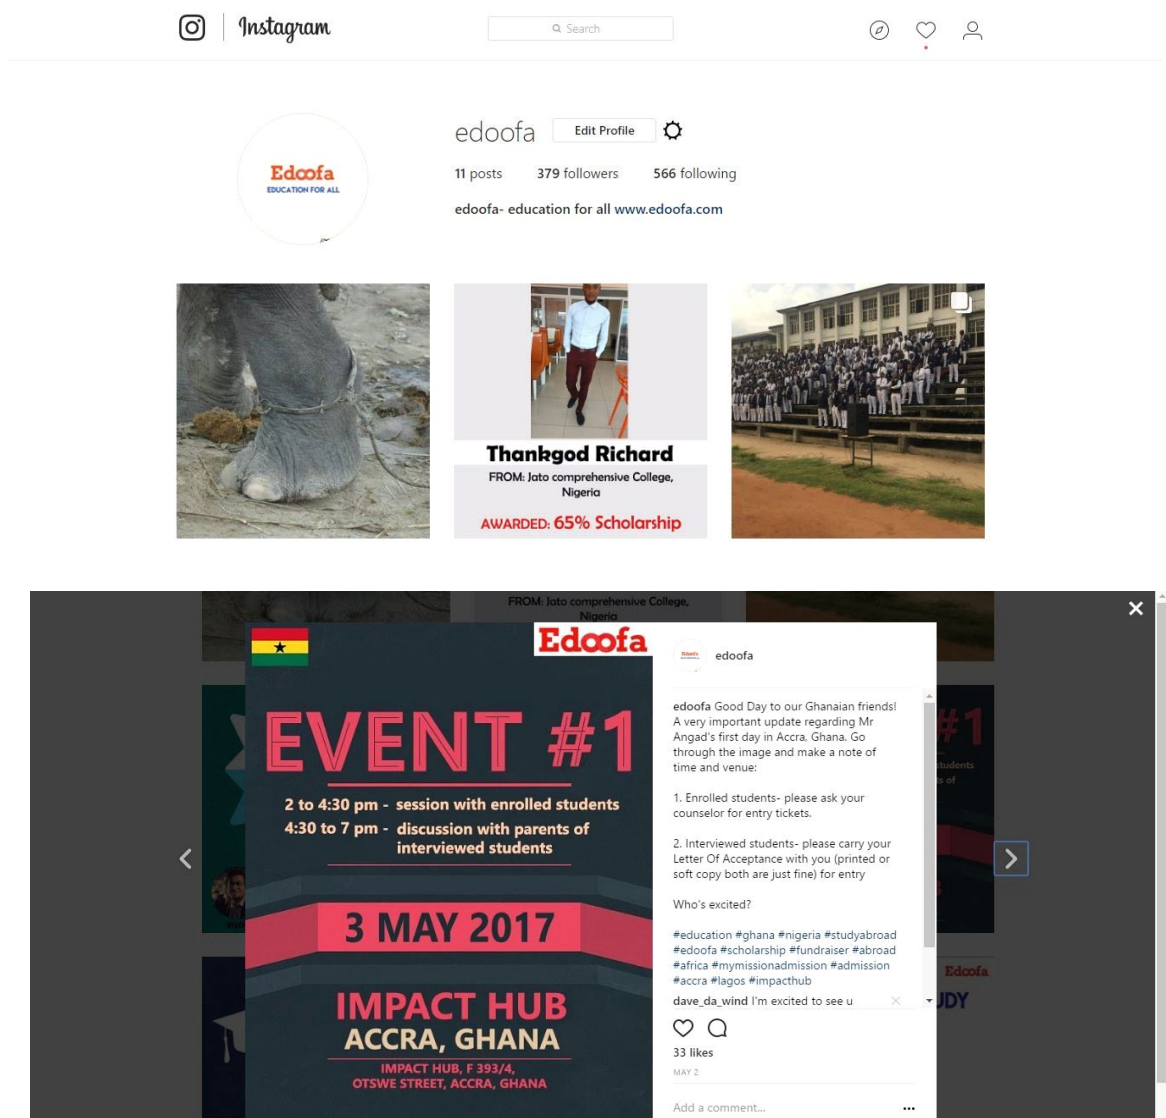 Instagram
Search
edoofa Edit Profile
11 posts 379 followers 566 following
edoofa- education for all www.edoofa.com
Edoofa
EDUCATION FOR ALL
Thankgod Richard
FROM: Jato comprehensive College,
Nigeria
AWARDED: 65% Scholarship
FROM: Jato comprehensive College,
Nigeria
Edoofa
EVENT #1
2 to 4:30 pm - session with enrolled students
4:30 to 7 pm - discussion with parents of
interviewed students
3 MAY 2017
IMPACT HUB
ACCRA, GHANA
IMPACT HUB, F 393/4,
OTSWE STREET, ACCRA, GHANA
edoofa
edoofa Good Day to our Ghanaian friends!
A very important update regarding Mr
Angad's first day in Accra, Ghana. Go
through the image and make a note of
time and venue:
1. Enrolled students- please ask your
counselor for entry tickets.
2. Interviewed students- please carry your
Letter Of Acceptance with you (printed or
soft copy both are just fine) for entry
Who's excited?
#education #ghana #nigeria #studyabroad
#edoofa #scholarship #fundraiser #abroad
#africa #mymissionadmission #admission
#accra #lagos #impacthub
dave_da_wind I'm excited to see u
33 likes
MAY 2
Add a comment...
#1
students
s of
Edoofa
UDY